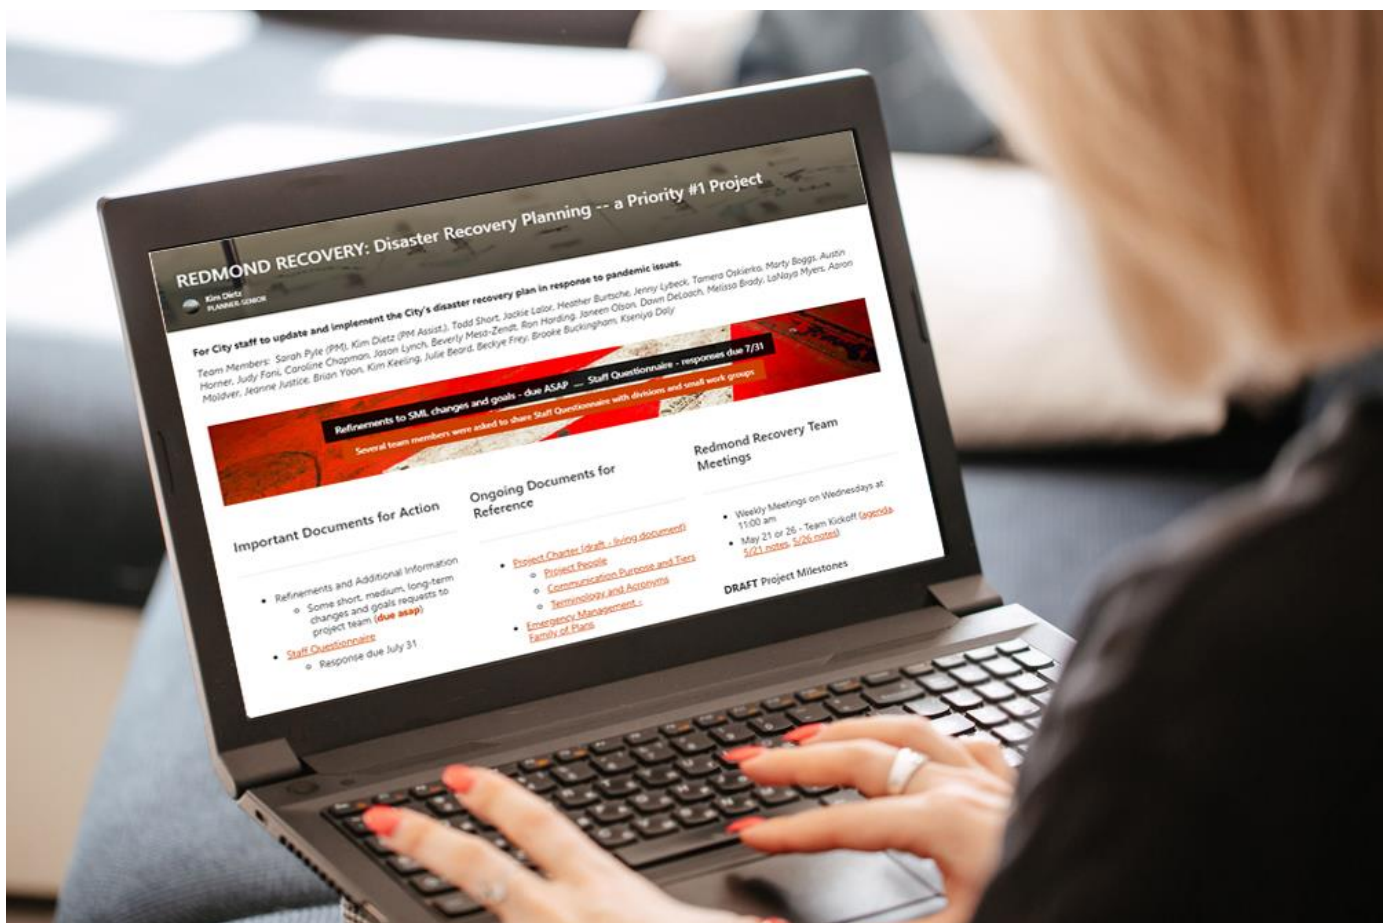 REDMOND RECOVERY: Disaster Recovery Planning -- a Priority #1 Project
Kim Dietz
PLANNER-SENIOR
For City staff to update and implement the City's disaster recovery plan in response to pandemic issues.
Team Members: Sarah Pyle (PM), Kim Dietz (PM Assist.), Todd Short, Jackie Lalor, Heather Burtsche, Jenny Lybeck, Tamera Oskierko, Marty Boggs, Austin
Horner, Judy Fani, Caroline Chapman, Jason Lynch, Beverly Mesa-Zendt, Ron Harding, Janeen Olson, Dawn DeLoach, Melissa Brady, LaNaya Myers, Aaron
Moldver, Jeanne Justice, Brian Yoon, Kim Keeling, Julie Beard, Beckye Frey, Brooke Buckingham, Kseniya Daly
Refinements to SML changes and goals - due ASAP __ Staff Questionnaire - responses due 7/31
Several team members were asked to share Staff Questionnaire with divisions and small work groups
Important Documents for Action
Refinements and Additional Information
Some short, medium, long-term
changes and goals requests to
project team (due asap)
Staff Questionnaire
Response due July 31
Ongoing Documents for
Reference
Project Charter (draft - living document)
Project People
Communication Purpose and Tiers
Terminology and Acronyms
Emergency Management -
Family of Plans
Redmond Recovery Team
Meetings
Weekly Meetings on Wednesdays at
11:00 am
May 21 or 26 - Team Kickoff (agenda,
5/21 notes, 5/26 notes)
DRAFT Project Milestones